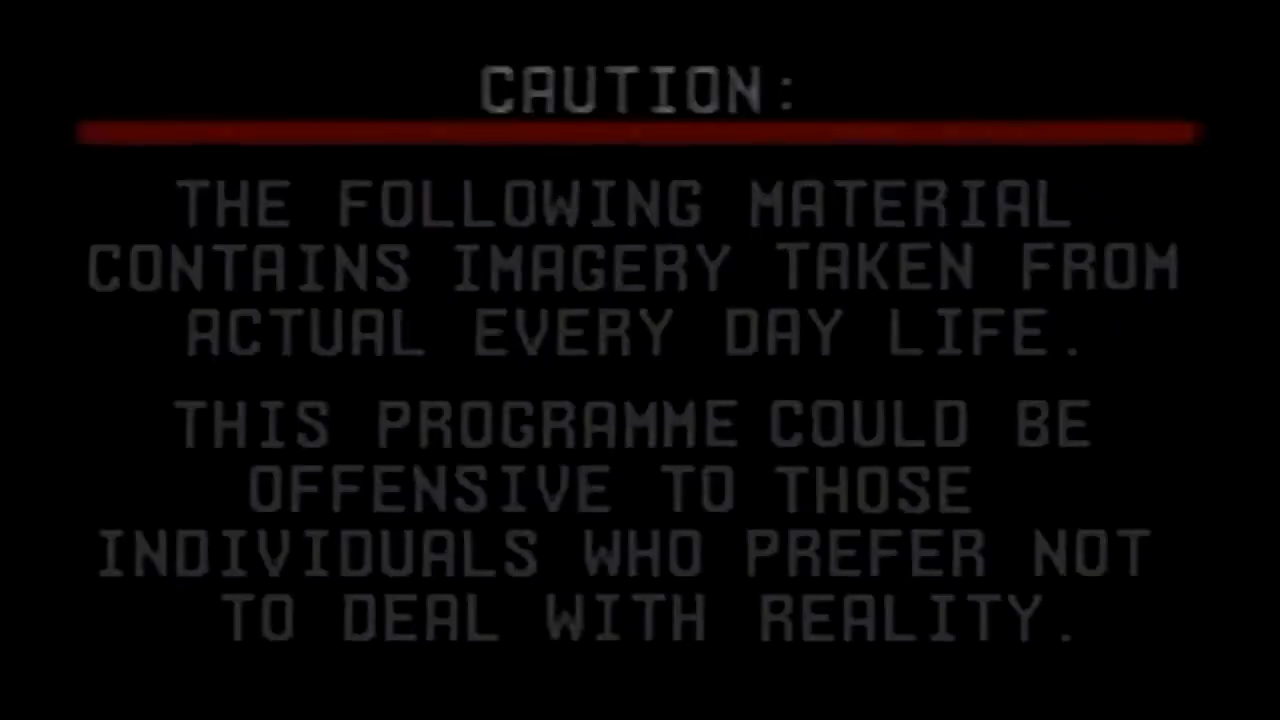 CAUTION:
THE FOLLOWING MATERIAL
CONTAINS IMAGERY TAKEN FROM
ACTUAL EVERY DAY LIFE.
THIS PROGRAMME COULD BE
OFFENSIVE TO THOSE
INDIVIDUALS WHO PREFER NOT
TO DEAL WITH REALITY.